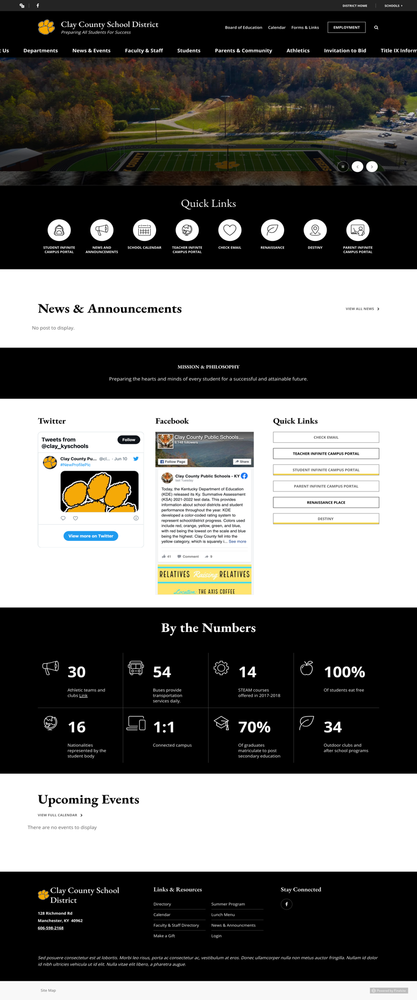 DISTRICT HOME
SCHOOLS
Clay County School District
Preparing All Students For Success
Board of Education
Calendar
Forms & Links
EMPLOYMENT
t Us
Departments
News & Events
Faculty & Staff
Students
Parents & Community
Athletics
Invitation to Bid
Title IX Inform
Quick Links
STUDENT INFINITE
CAMPUS PORTAL
NEWS AND
ANNOUNCEMENTS
SCHOOL CALENDAR
TEACHER INFINTE
CAMPUS PORTAL
CHECK EMAIL
RENAISSANCE
DESTINY
PARENT INFINITE
CAMPUS PORTAL
News & Announcements
VIEW ALL NEWS
No post to display.
MISSION & PHILOSOPHY
Preparing the hearts and minds of every student for a successful and attainable future.
Twitter
Tweets from
@clay_kyschools
Follow
Clay County Pu... @cl... · Jun 10
#NewProfilePic
View more on Twitter
Facebook
Clay County Public Schools...
9,148 followers
Follow Page
Share
Clay County Public Schools - KY
last Tuesday
Today, the Kentucky Department of Education
(KDE) released its Ky. Summative Assessment
(KSA) 2021-2022 test data. This provides
information about school districts and student
performance throughout the year. KDE
developed a color-coded rating system to
represent school/district progress. Colors used
include red, orange, yellow, green, and blue,
with red being the lowest on the scale and blue
being the highest. Clay County fell into the
yellow category, which is squarely i... See more
41
Comment
9
RELATIVES Raising RELATIVES
Location: THE AXIS COFFEE
Quick Links
CHECK EMAIL
TEACHER INFINITE CAMPUS PORTAL
STUDENT INFINITE CAMPUS PORTAL
PARENT INFINITE CAMPUS PORTAL
RENAISSANCE PLACE
DESTINY
By the Numbers
30
Athletic teams and
clubs Link
54
Buses provide
transportation
services daily.
14
STEAM courses
offered in 2017-2018
100%
Of students eat free
16
Nationalities
represented by the
student body
1:1
Connected campus
70%
Of graduates
matriculate to post
secondary education
34
Outdoor clubs and
after school programs
Upcoming Events
VIEW FULL CALENDAR
There are no events to display
Clay County School
District
128 Richmond Rd
Manchester, KY 40962
606-598-2168
Links & Resources
Directory
Calendar
Faculty & Staff Directory
Make a Gift
Summer Program
Lunch Menu
News & Announcments
Login
Stay Connected
Sed posuere consectetur est at lobortis. Morbi leo risus, porta ac consectetur ac, vestibulum at eros. Donec ullamcorper nulla non metus auctor fringilla. Nullam id dolor
id nibh ultricies vehicula ut id elit. Nulla vitae elit libero, a pharetra augue.
Site Map
Powered by Finalsite